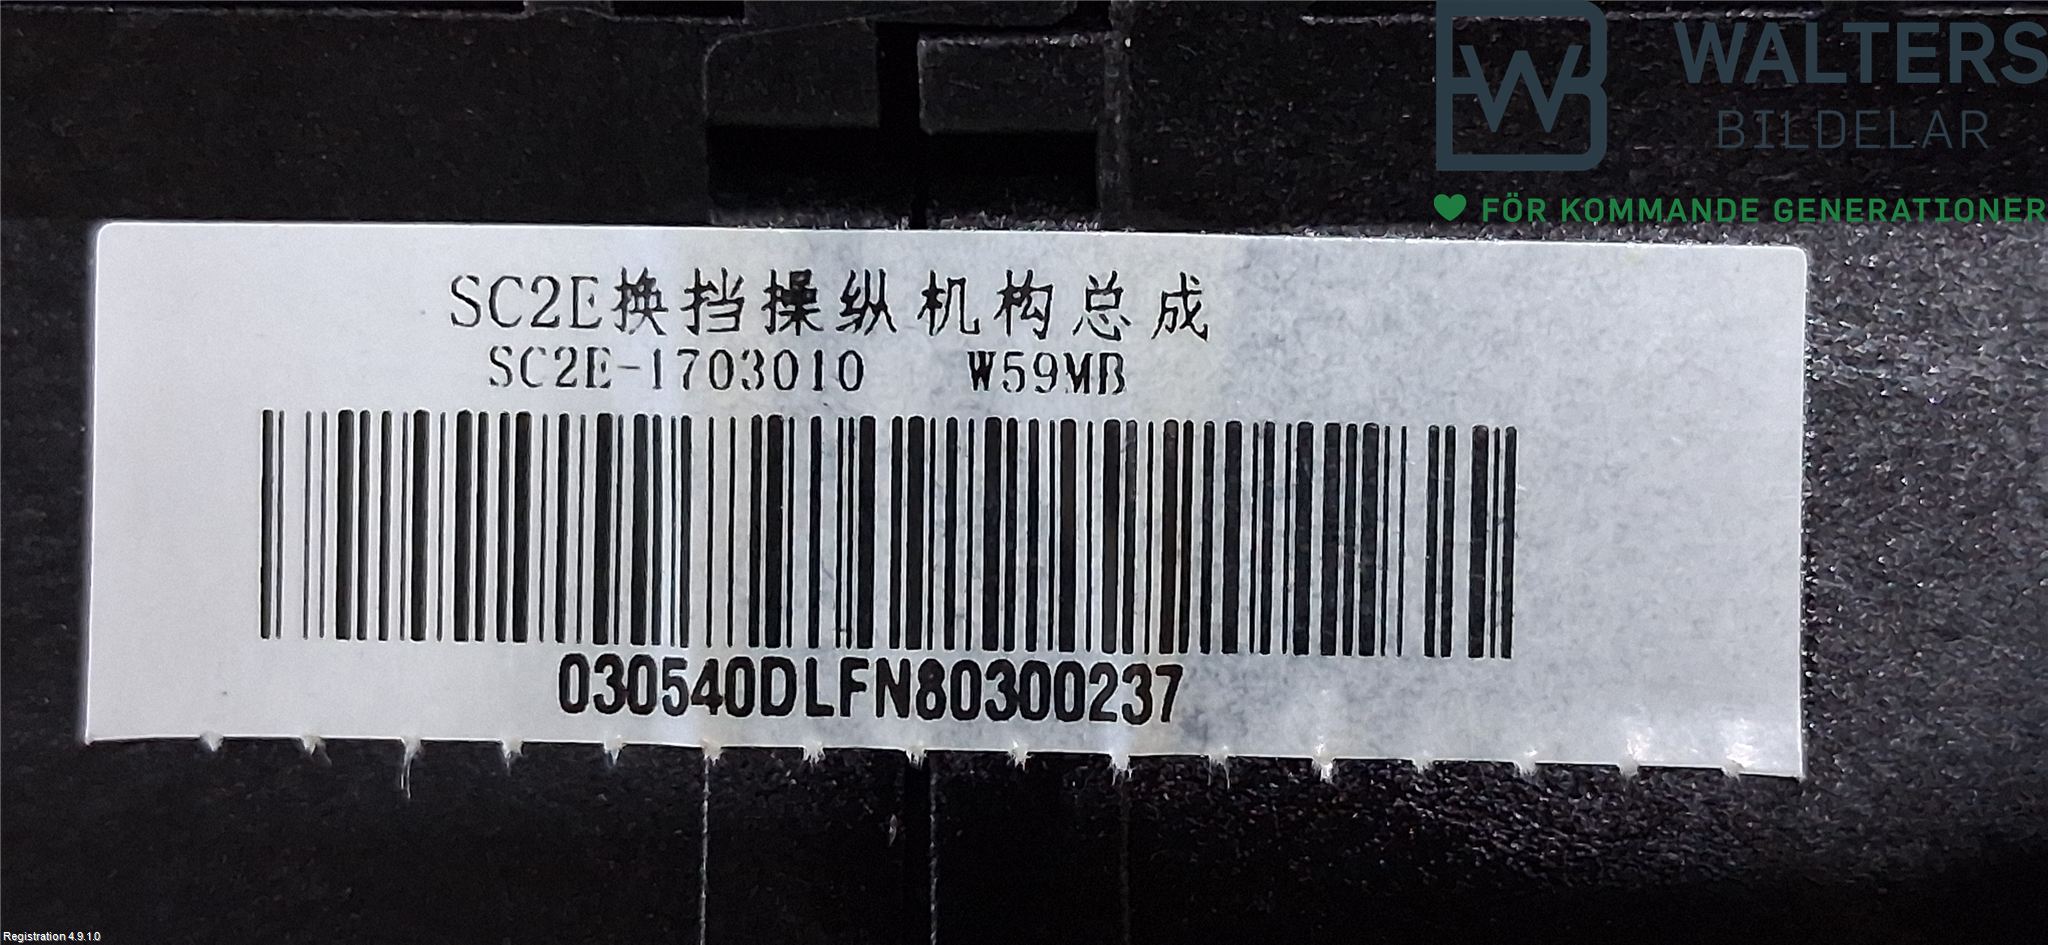 WALTERS
BILDELAR
FÖR KOMMANDE GENERATIONER
SC2E换挡操纵机构总成
SC2E-1703010 W59MB
030540DLFN80300237
Registration 4.9.1.0